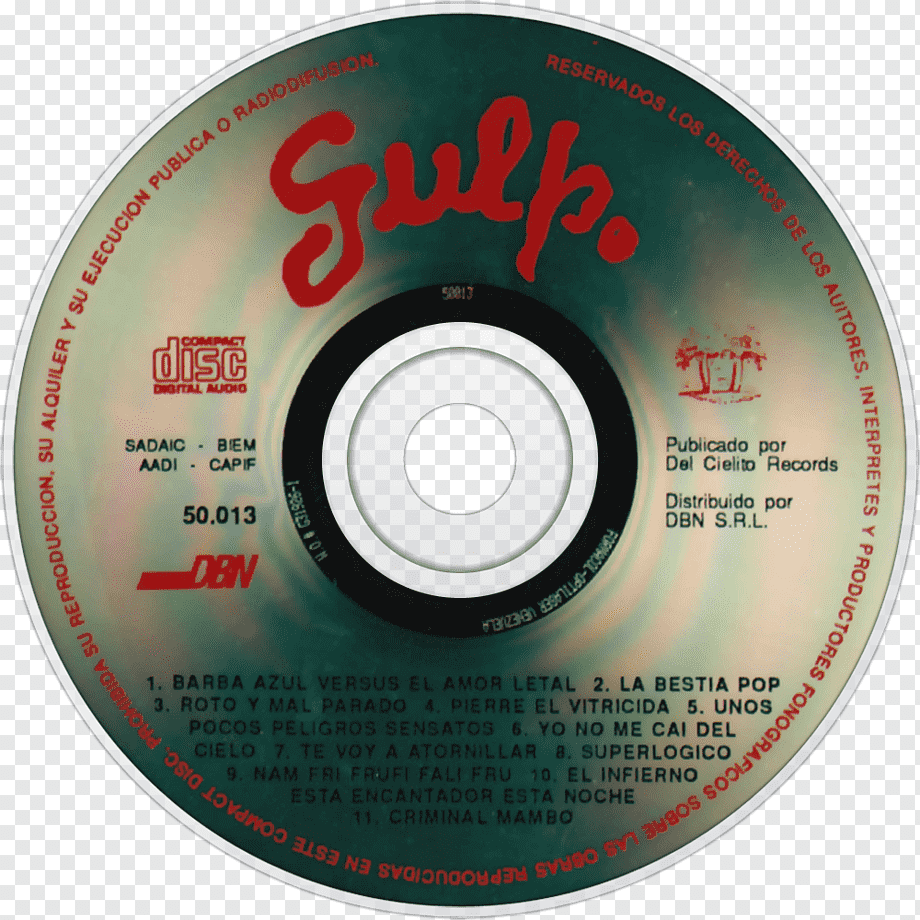 RESERVADOS LOS DERECHOS DE LOS AUTORES, INTERPRETES Y PRODUCTORES FONOGRAFICOS SOBRE LAS OBRAS REPRODUCIDAS EN ESTE COMPACT DISC. PROHIBIDA SU REPRODUCCION, SU ALQUILER Y SU EJECUCION PUBLICA O RADIODIFUSION.
Gulp.
50013
COMPACT
disc
DIGITAL AUDIO
SADAIC - BIEM
AADI - CAPIF
50.013
DBN
Publicado por
Del Cielito Records
Distribuido por
DBN S.R.L.
OPTILASER VENEZUELA
1. BARBA AZUL VERSUS EL AMOR LETAL 2. LA BESTIA POP
3. ROTO Y MAL PARADO 4. PIERRE EL VITRICIDA 5. UNOS
POCOS PELIGROS SENSATOS 6. YO NO ME CAI DEL
CIELO 7. TE VOY A ATORNILLAR 8. SUPERLOGICO
9. NAM FRI FRUFI FALI FRU 10. EL INFIERNO
ESTA ENCANTADOR ESTA NOCHE
11. CRIMINAL MAMBO